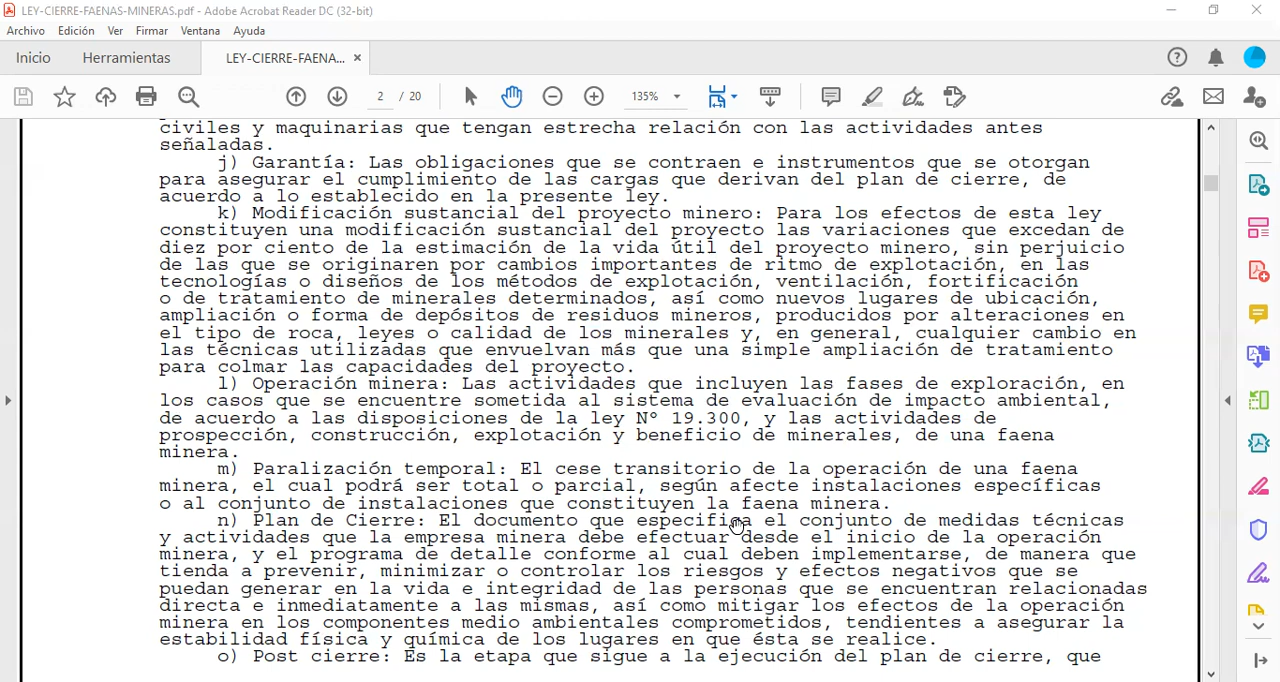 LEY-CIERRE-FAENAS-MINERAS.pdf - Adobe Acrobat Reader DC (32-bit)
Archivo Edición Ver Firmar Ventana Ayuda
Inicio Herramientas LEY-CIERRE-FAENA... ×
2 / 20 135%
civiles y maquinarias que tengan estrecha relación con las actividades antes
señaladas.
j) Garantía: Las obligaciones que se contraen e instrumentos que se otorgan
para asegurar el cumplimiento de las cargas que derivan del plan de cierre, de
acuerdo a lo establecido en la presente ley.
k) Modificación sustancial del proyecto minero: Para los efectos de esta ley
constituyen una modificación sustancial del proyecto las variaciones que excedan de
diez por ciento de la estimación de la vida útil del proyecto minero, sin perjuicio
de las que se originaren por cambios importantes de ritmo de explotación, en las
tecnologías o diseños de los métodos de explotación, ventilación, fortificación
o de tratamiento de minerales determinados, así como nuevos lugares de ubicación,
ampliación o forma de depósitos de residuos mineros, producidos por alteraciones en
el tipo de roca, leyes o calidad de los minerales y, en general, cualquier cambio en
las técnicas utilizadas que envuelvan más que una simple ampliación de tratamiento
para colmar las capacidades del proyecto.
l) Operación minera: Las actividades que incluyen las fases de exploración, en
los casos que se encuentre sometida al sistema de evaluación de impacto ambiental,
de acuerdo a las disposiciones de la ley Nº 19.300, y las actividades de
prospección, construcción, explotación y beneficio de minerales, de una faena
minera.
m) Paralización temporal: El cese transitorio de la operación de una faena
minera, el cual podrá ser total o parcial, según afecte instalaciones específicas
o al conjunto de instalaciones que constituyen la faena minera.
n) Plan de Cierre: El documento que especifica el conjunto de medidas técnicas
y actividades que la empresa minera debe efectuar desde el inicio de la operación
minera, y el programa de detalle conforme al cual deben implementarse, de manera que
tienda a prevenir, minimizar o controlar los riesgos y efectos negativos que se
puedan generar en la vida e integridad de las personas que se encuentran relacionadas
directa e inmediatamente a las mismas, así como mitigar los efectos de la operación
minera en los componentes medio ambientales comprometidos, tendientes a asegurar la
estabilidad física y química de los lugares en que ésta se realice.
o) Post cierre: Es la etapa que sigue a la ejecución del plan de cierre, que